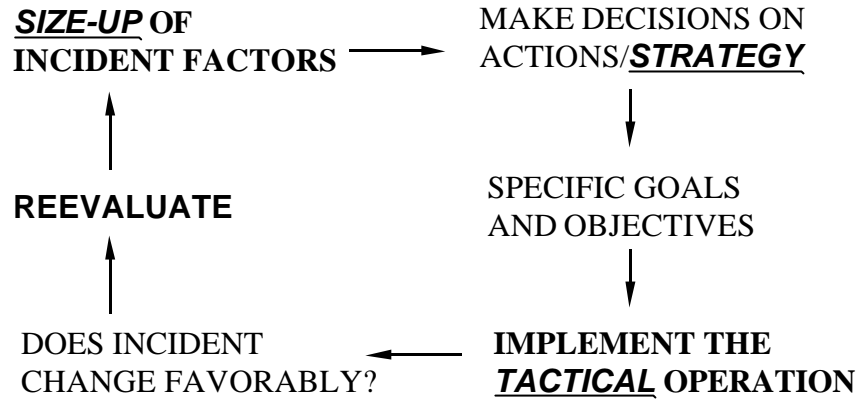 SIZE-UP OF
INCIDENT FACTORS
MAKE DECISIONS ON
ACTIONS/STRATEGY
SPECIFIC GOALS
AND OBJECTIVES
IMPLEMENT THE
TACTICAL OPERATION
DOES INCIDENT
CHANGE FAVORABLY?
REEVALUATE